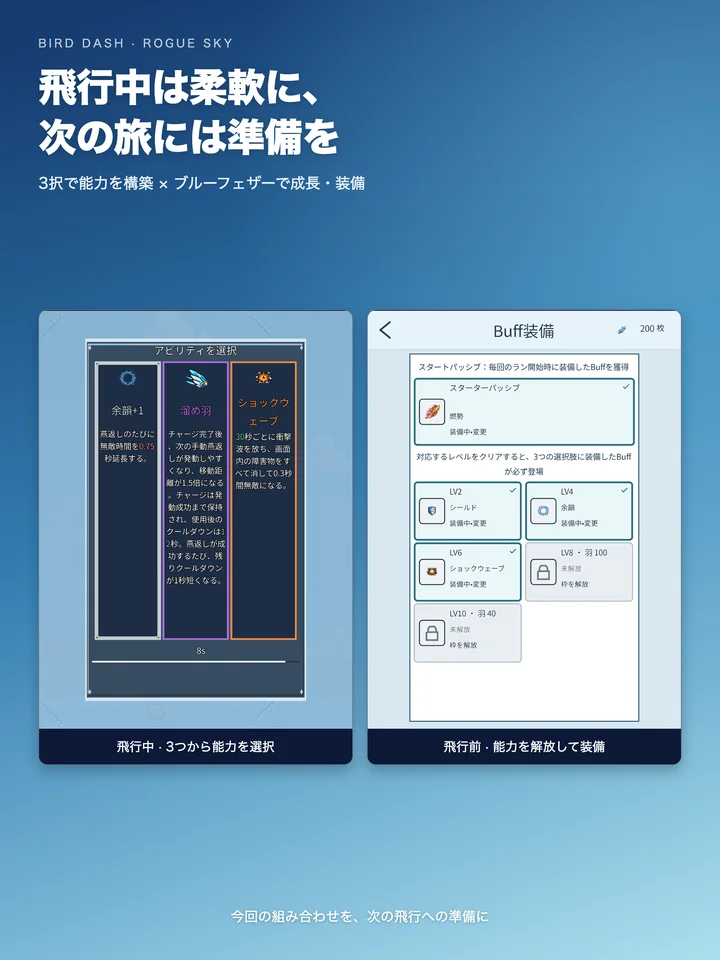 BIRD DASH · ROGUE SKY
飛行中は柔軟に、
次の旅には準備を
3択で能力を構築 × ブルーフェザーで成長・装備
アビリティを選択
余韻+1
燕返しのたびに
無敵時間を0.75
秒延長する。
溜め羽
チャージ完了後
、次の手動燕返
しが発動しやす
くなり、移動距
離が1.5倍になる
。チャージは発
動成功まで保持
され、使用後の
クールダウンは1
2秒。燕返しが成
功するたび、残
りクールダウン
が1秒短くなる。
ショックウ
ェーブ
30秒ごとに衝撃
波を放ち、画面
内の障害物をす
べて消して0.3秒
間無敵になる。
8s
飛行中 · 3つから能力を選択
Buff装備
200 枚
スタートパッシブ：毎回のラン開始時に装備したBuffを獲得
スターターパッシブ
燃勢
装備中·変更
対応するレベルをクリアすると、3つの選択肢に装備したBuff
が必ず登場
LV2
シールド
装備中·変更
LV4
余韻
装備中·変更
LV6
ショックウェーブ
装備中·変更
LV8 · 羽 100
未解放
枠を解放
LV10 · 羽 40
未解放
枠を解放
飛行前 · 能力を解放して装備
今回の組み合わせを、次の飛行への準備に